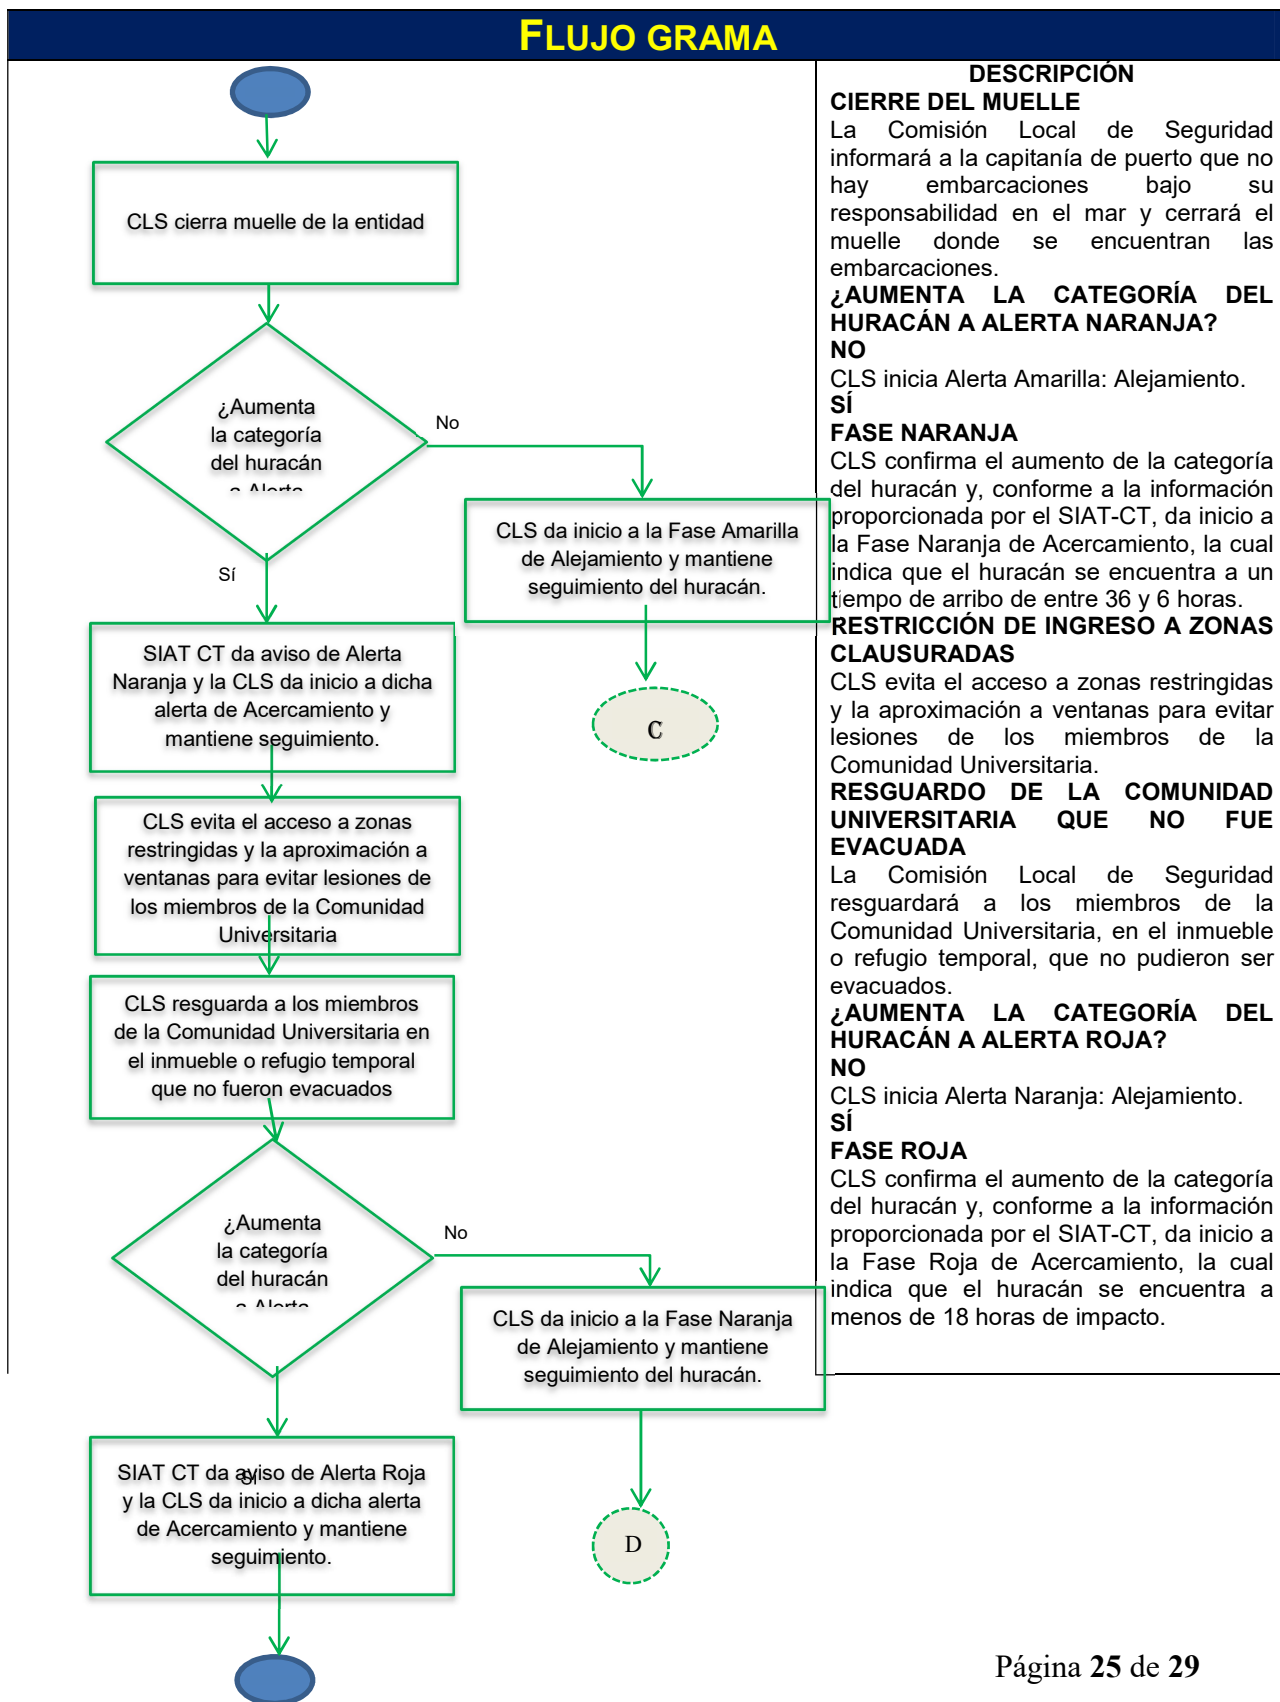 FLUJO GRAMA
CLS cierra muelle de la entidad
¿Aumenta
la categoría
del huracán
a Alerta
No
Sí
CLS da inicio a la Fase Amarilla
de Alejamiento y mantiene
seguimiento del huracán.
C
SIAT CT da aviso de Alerta
Naranja y la CLS da inicio a dicha
alerta de Acercamiento y
mantiene seguimiento.
CLS evita el acceso a zonas
restringidas y la aproximación a
ventanas para evitar lesiones de
los miembros de la Comunidad
Universitaria
CLS resguarda a los miembros
de la Comunidad Universitaria en
el inmueble o refugio temporal
que no fueron evacuados
¿Aumenta
la categoría
del huracán
a Alerta
No
Sí
CLS da inicio a la Fase Naranja
de Alejamiento y mantiene
seguimiento del huracán.
D
SIAT CT da aviso de Alerta Roja
y la CLS da inicio a dicha alerta
de Acercamiento y mantiene
seguimiento.
DESCRIPCIÓN
CIERRE DEL MUELLE
La Comisión Local de Seguridad
informará a la capitanía de puerto que no
hay embarcaciones bajo su
responsabilidad en el mar y cerrará el
muelle donde se encuentran las
embarcaciones.
¿AUMENTA LA CATEGORÍA DEL
HURACÁN A ALERTA NARANJA?
NO
CLS inicia Alerta Amarilla: Alejamiento.
SÍ
FASE NARANJA
CLS confirma el aumento de la categoría
del huracán y, conforme a la información
proporcionada por el SIAT-CT, da inicio a
la Fase Naranja de Acercamiento, la cual
indica que el huracán se encuentra a un
tiempo de arribo de entre 36 y 6 horas.
RESTRICCIÓN DE INGRESO A ZONAS
CLAUSURADAS
CLS evita el acceso a zonas restringidas
y la aproximación a ventanas para evitar
lesiones de los miembros de la
Comunidad Universitaria.
RESGUARDO DE LA COMUNIDAD
UNIVERSITARIA QUE NO FUE
EVACUADA
La Comisión Local de Seguridad
resguardará a los miembros de la
Comunidad Universitaria, en el inmueble
o refugio temporal, que no pudieron ser
evacuados.
¿AUMENTA LA CATEGORÍA DEL
HURACÁN A ALERTA ROJA?
NO
CLS inicia Alerta Naranja: Alejamiento.
SÍ
FASE ROJA
CLS confirma el aumento de la categoría
del huracán y, conforme a la información
proporcionada por el SIAT-CT, da inicio a
la Fase Roja de Acercamiento, la cual
indica que el huracán se encuentra a
menos de 18 horas de impacto.
Página 25 de 29